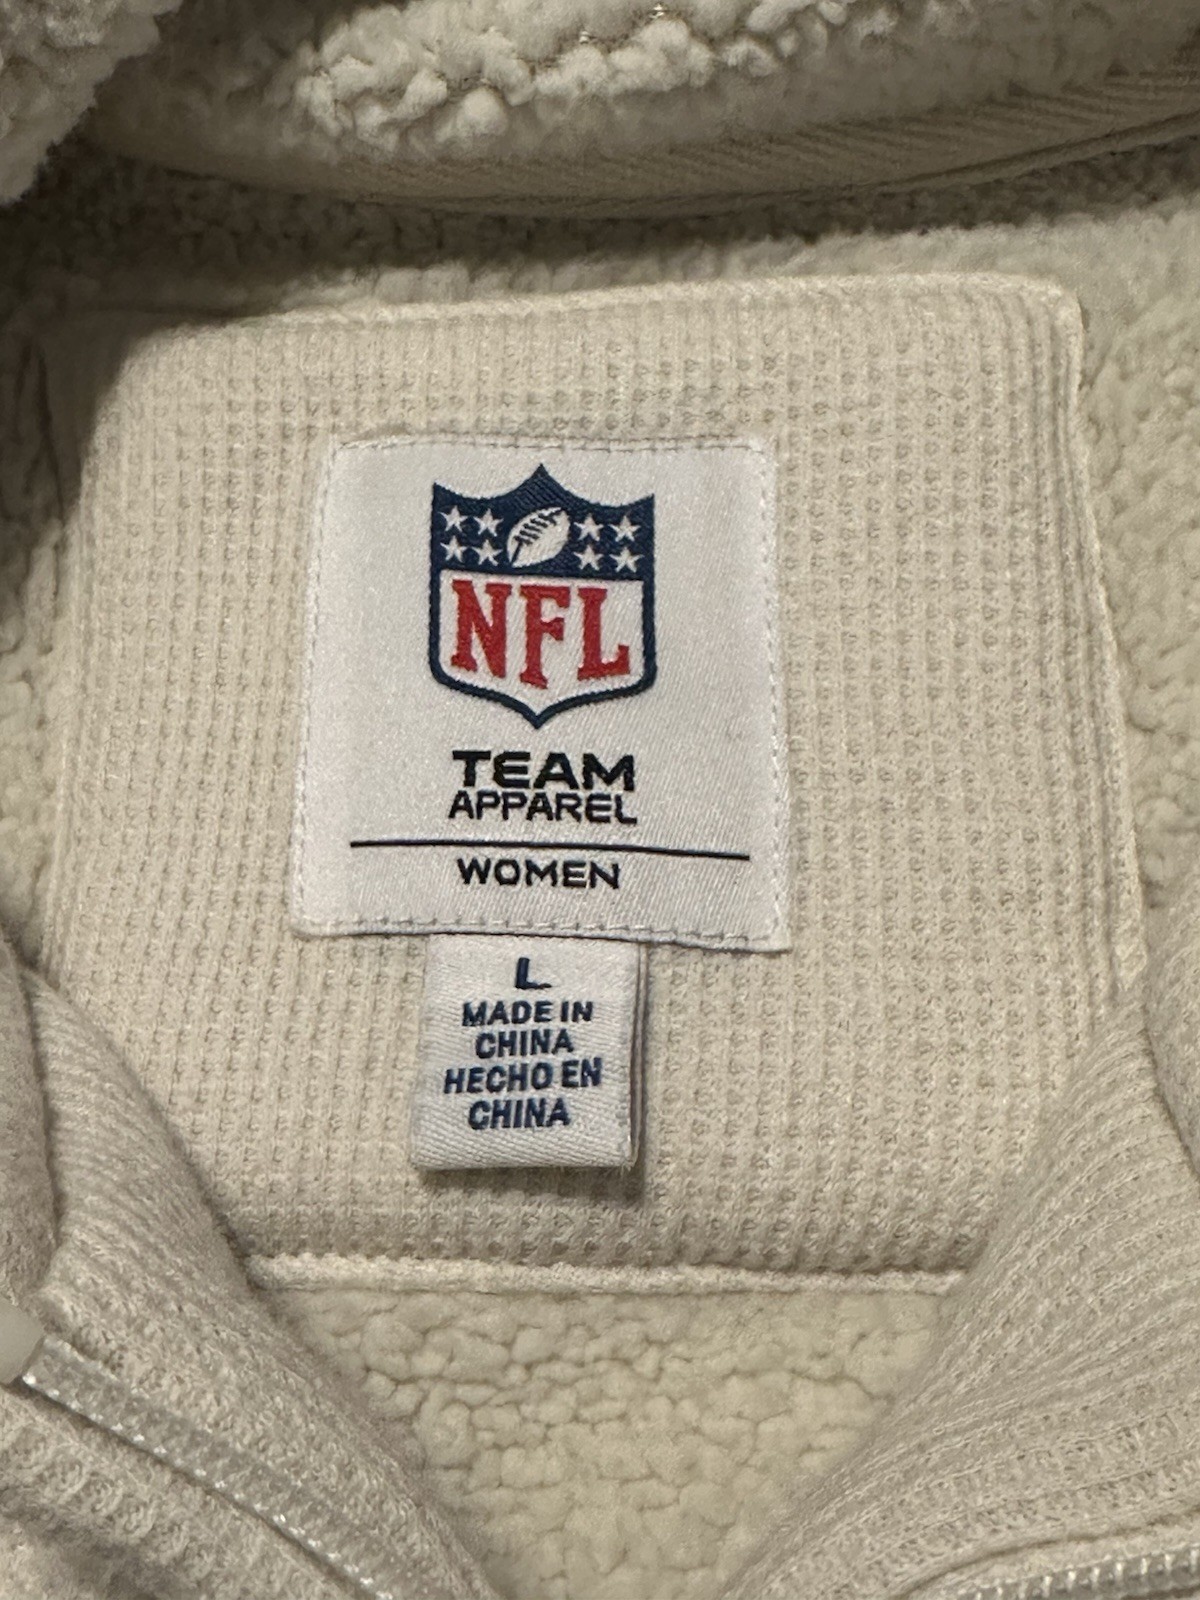 NFL
TEAM
APPAREL
WOMEN
L
MADE IN
CHINA
HECHO EN
CHINA